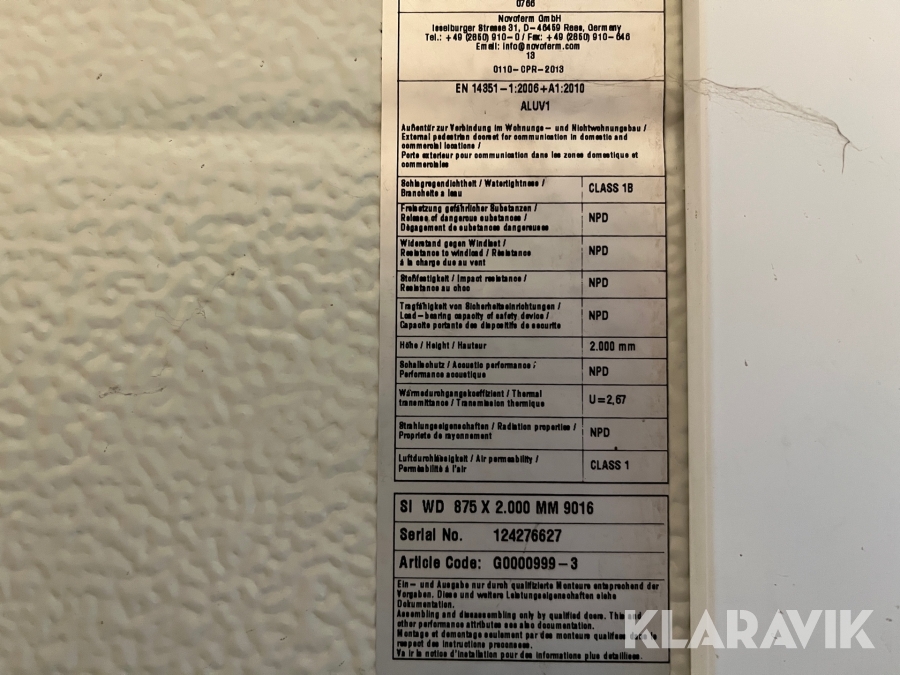 0766
Novoferm GmbH
Isselburger Strasse 31, D-46459 Rees, Germany
Tel.: +49 (2850) 910-0 / Fax: +49 (2850) 910-646
Email: info@novoferm.com
13
0110-CPR-2013
EN 14351-1:2006+A1:2010
ALUV1
Außentür zur Verbindung im Wohnungs- und Nichtwohnungsbau /
External pedestrian doorset for communication in domestic and
commercial locations /
Porte exterieur pour communication dans les zones domestique et
commerciales
Schlagregendichtheit / Watertightness /
Brancheite a leau
CLASS 1B
Freisetzung gefährlicher Substanzen /
Release of dangerous substances /
Dégagement de substances dangereuses
NPD
Widerstand gegen Windlast /
Resistance to windload / Résistance
á la charge due au vent
NPD
Stoßfestigkeit / Impact resistance /
Resistance au choc
NPD
Tragfähigkeit von Sicherheitseinrichtungen /
Load-bearing capacity of safety device /
Capacite portante des dispositifs de securite
NPD
Höhe / Height / Hauteur
2.000 mm
Schallschutz / Acoustic performance /
Performance acoustique
NPD
Wärmedurchgangskoeffizient / Thermal
transmittance / Transmission thermique
U=2,67
Strahlungseigenschaften / Radiation properties /
Propriete de rayonnement
NPD
Luftdurchlässigkeit / Air permeability /
Perméabilité á l'air
CLASS 1
SI WD 875 X 2.000 MM 9016
Serial No. 124276627
Article Code: G0000999-3
Ein- und Ausgabe nur durch qualifizierte Monteure entsprechend der
Vorgaben. Diese und weitere Leistungseigenschaften siehe
Dokumentation.
Assembling and disassembling only by qualified doers. This and
other performance attributes see also documentation.
Montage et demontage seulement par des monteurs qualifees dans le
respect des instructions preconsees.
Va ir la notice d'installation pour des informations plus detailliees.
KLARAVIK